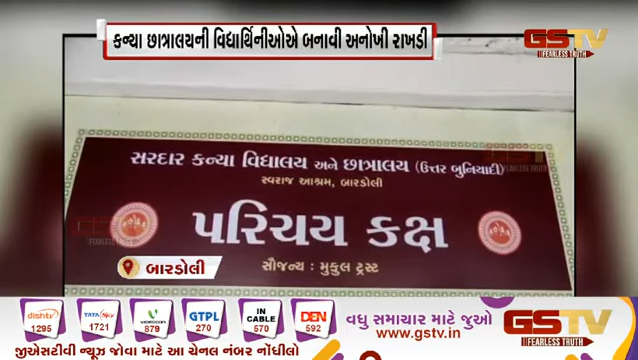 કન્યા છાત્રાલયની વિદ્યાર્થિનીઓએ બનાવી અનોખી રાખડી
GSTV
FEARLESS TRUTH
સરદાર કન્યા વિદ્યાલય અને છાત્રાલય (ઉત્તર બુનિયાદી)
સ્વરાજ આશ્રમ, બારડોલી
પરિચય કક્ષ
સૌજન્ય : મુકુલ ટ્રસ્ટ
બારડોલી
dishtv 1295
TATA Sky 1721
VIDEOCON 879
GTPL 270
IN CABLE 570
DEN 592
જીએસટીવી ન્યૂઝ જોવા માટે આ ચેનલ નંબર નોંધીલો
વધુ સમાચાર માટે જુઓ
www.gstv.in
GSTV
FEARLESS TRUTH